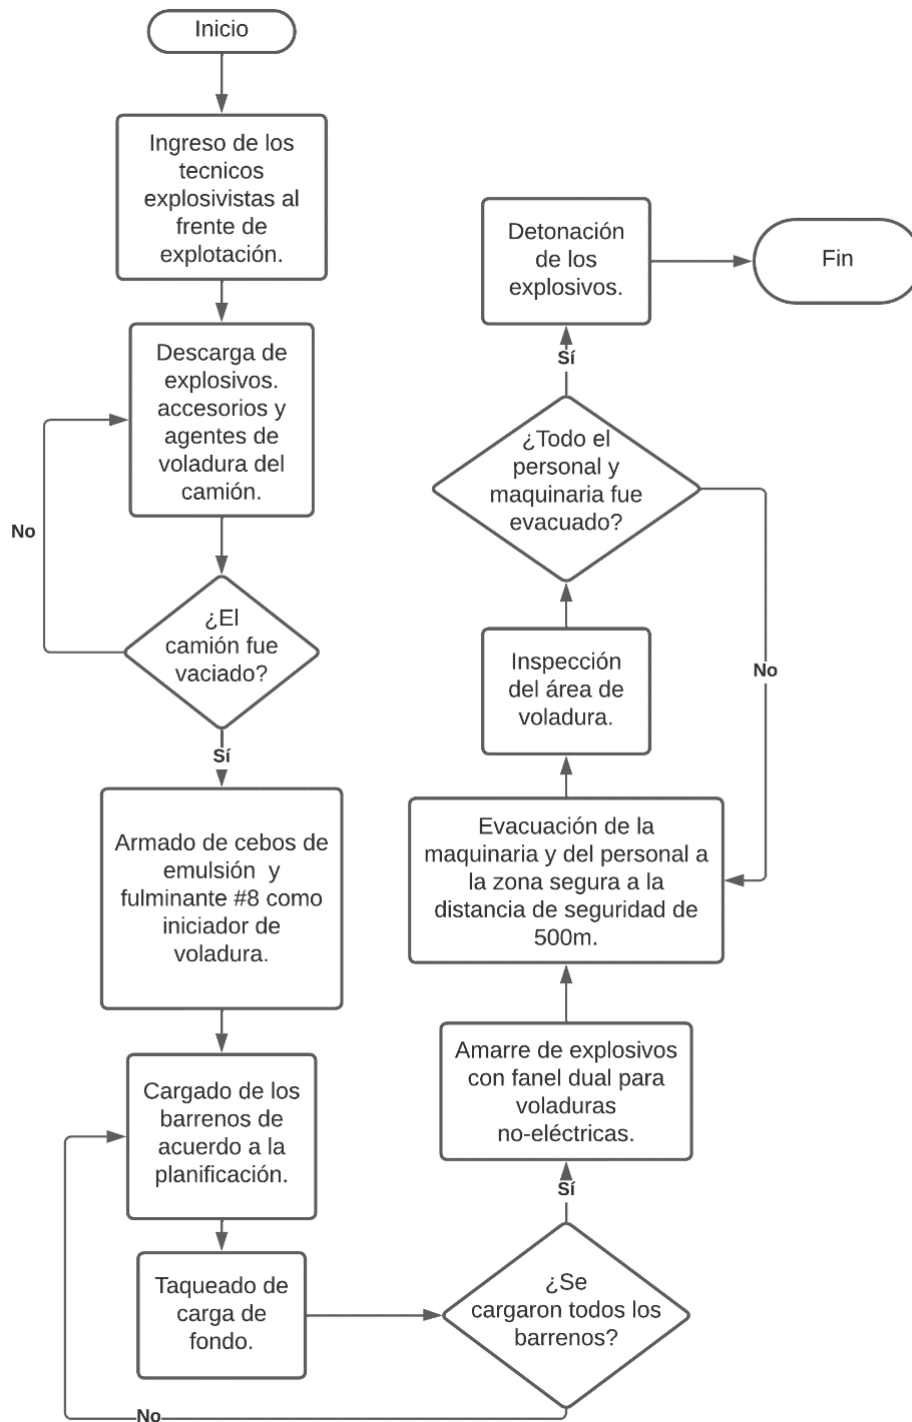 Inicio
Ingreso de los
tecnicos
explosivistas al
frente de
explotación.
Descarga de
explosivos.
accesorios y
agentes de
voladura del
camión.
No
¿El
camión fue
vaciado?
Sí
Armado de cebos de
emulsión y
fulminante #8 como
iniciador de
voladura.
Cargado de los
barrenos de
acuerdo a la
planificación.
Taqueado de
carga de
fondo.
No
¿Se
cargaron todos los
barrenos?
Sí
Amarre de explosivos
con fanel dual para
voladuras
no-eléctricas.
Evacuación de la
maquinaria y del personal a
la zona segura a la
distancia de seguridad de
500m.
Inspección
del área de
voladura.
¿Todo el
personal y
maquinaria fue
evacuado?
No
Sí
Detonación
de los
explosivos.
Fin